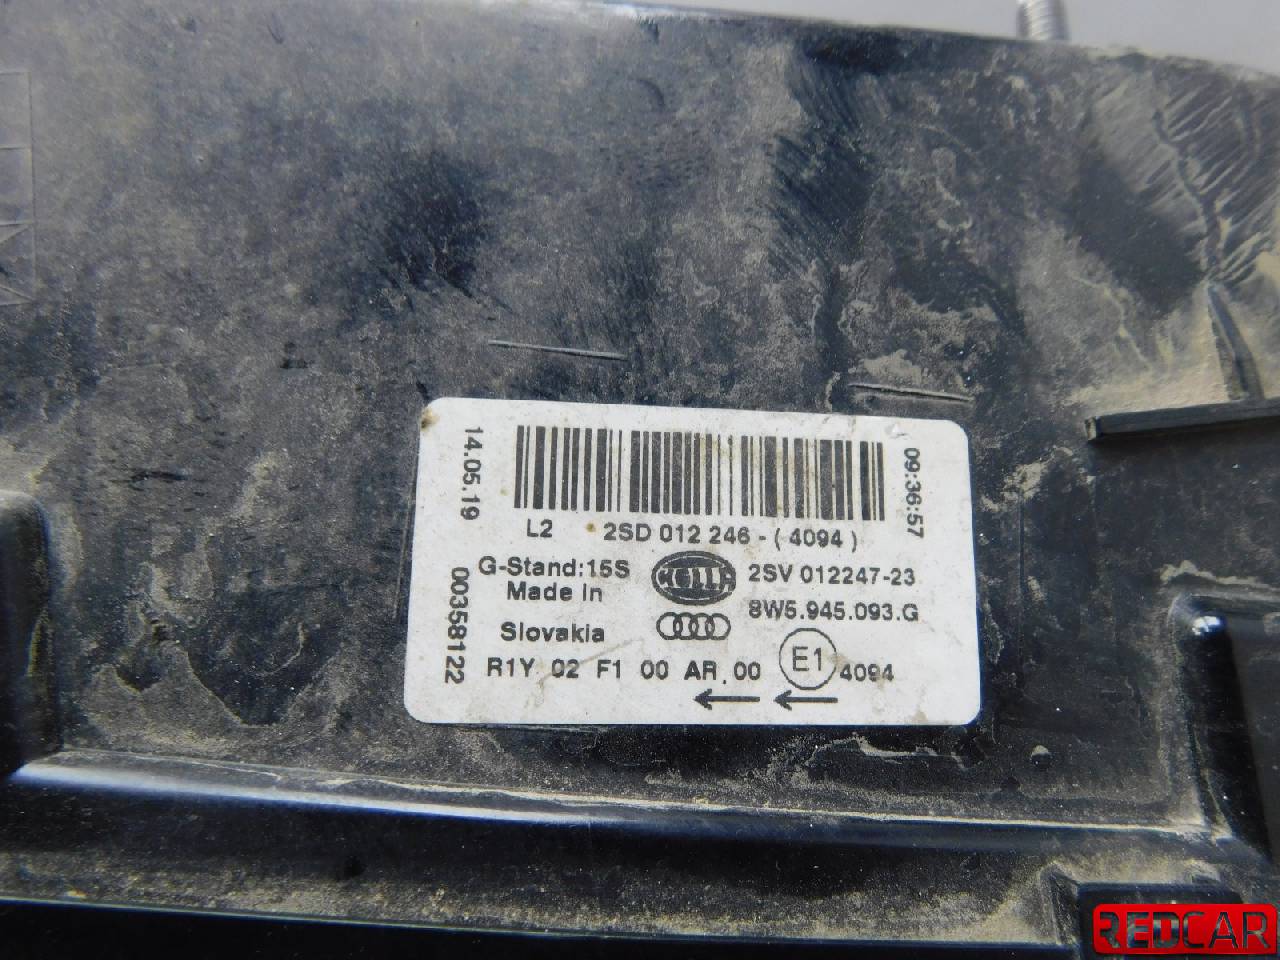 14.05.19
00358122
09:36:57
L2 2SD 012 246-(4094)
G-Stand:15S HELLA 2SV 012247-23
Made in 8W5.945.093.G
Slovakia
R1Y 02 F1 00 AR.00 E1 4094
REDCAR